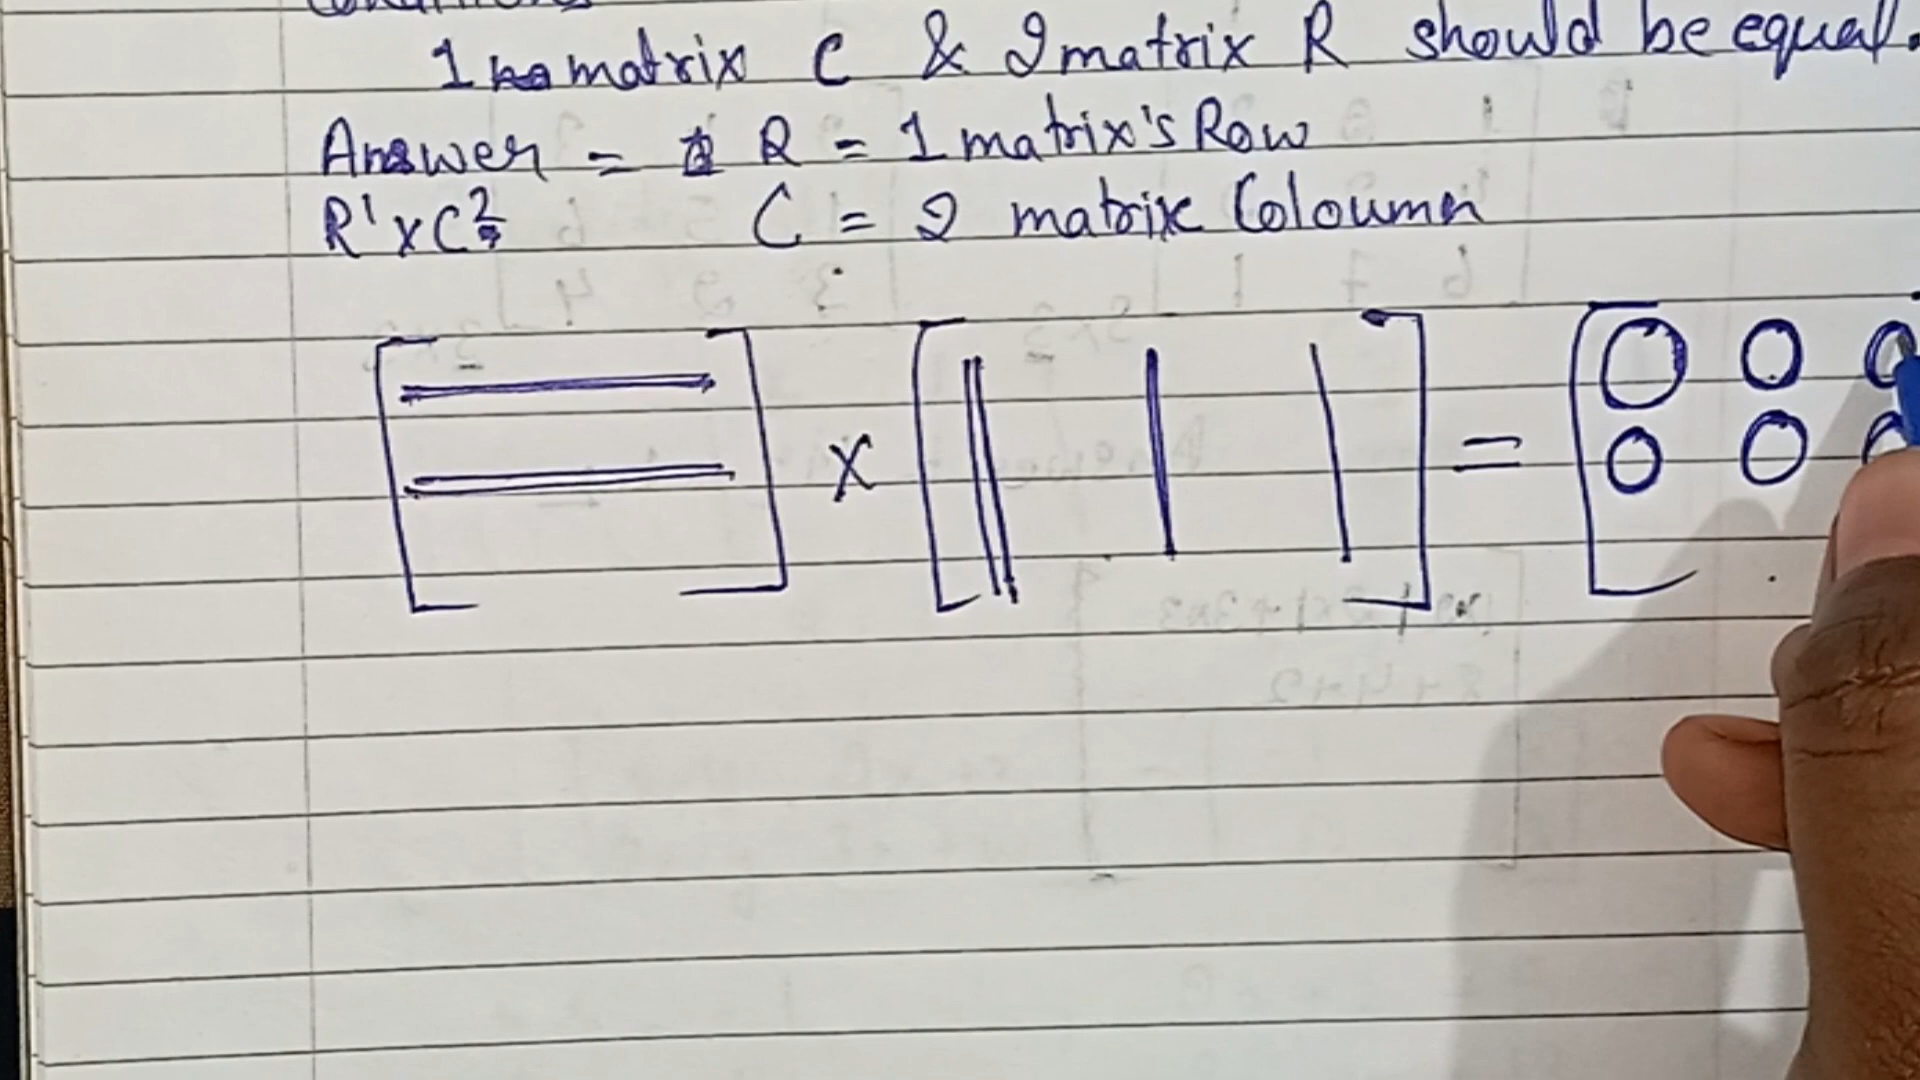 1 matrix C & 2 matrix R should be equal.
Answer = R = 1 matrix's Row
R¹ x C² C = 2 matrix Coloumn
x =